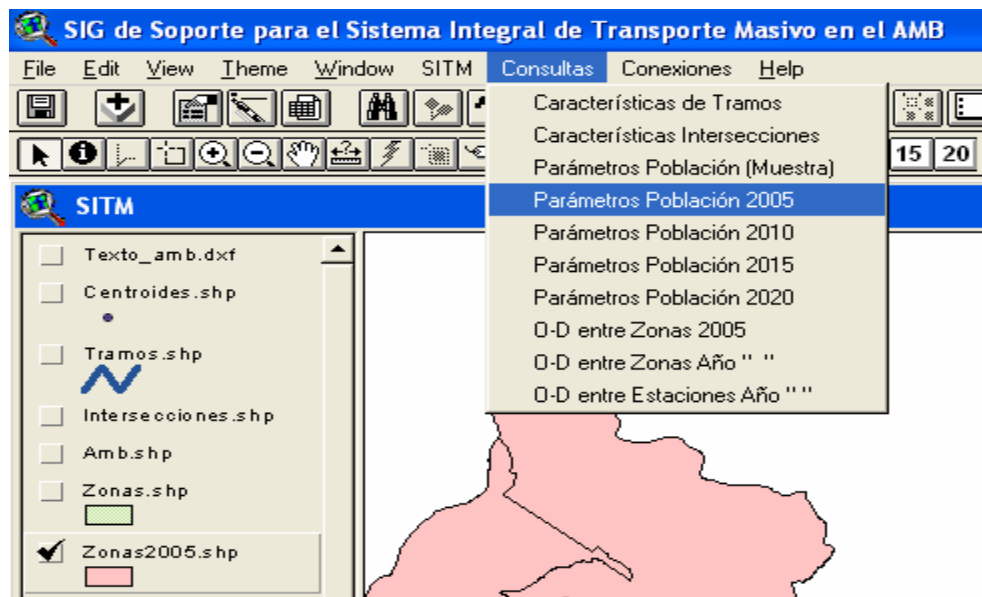 SIG de Soporte para el Sistema Integral de Transporte Masivo en el AMB
File Edit View Theme Window SITM Consultas Conexiones Help
Características de Tramos
Características Intersecciones
Parámetros Población (Muestra)
Parámetros Población 2005
Parámetros Población 2010
Parámetros Población 2015
Parámetros Población 2020
O-D entre Zonas 2005
O-D entre Zonas Año " "
O-D entre Estaciones Año " "
15 20
SITM
Texto_amb.dxf
Centroides.shp
Tramos.shp
Intersecciones.shp
Amb.shp
Zonas.shp
Zonas2005.shp